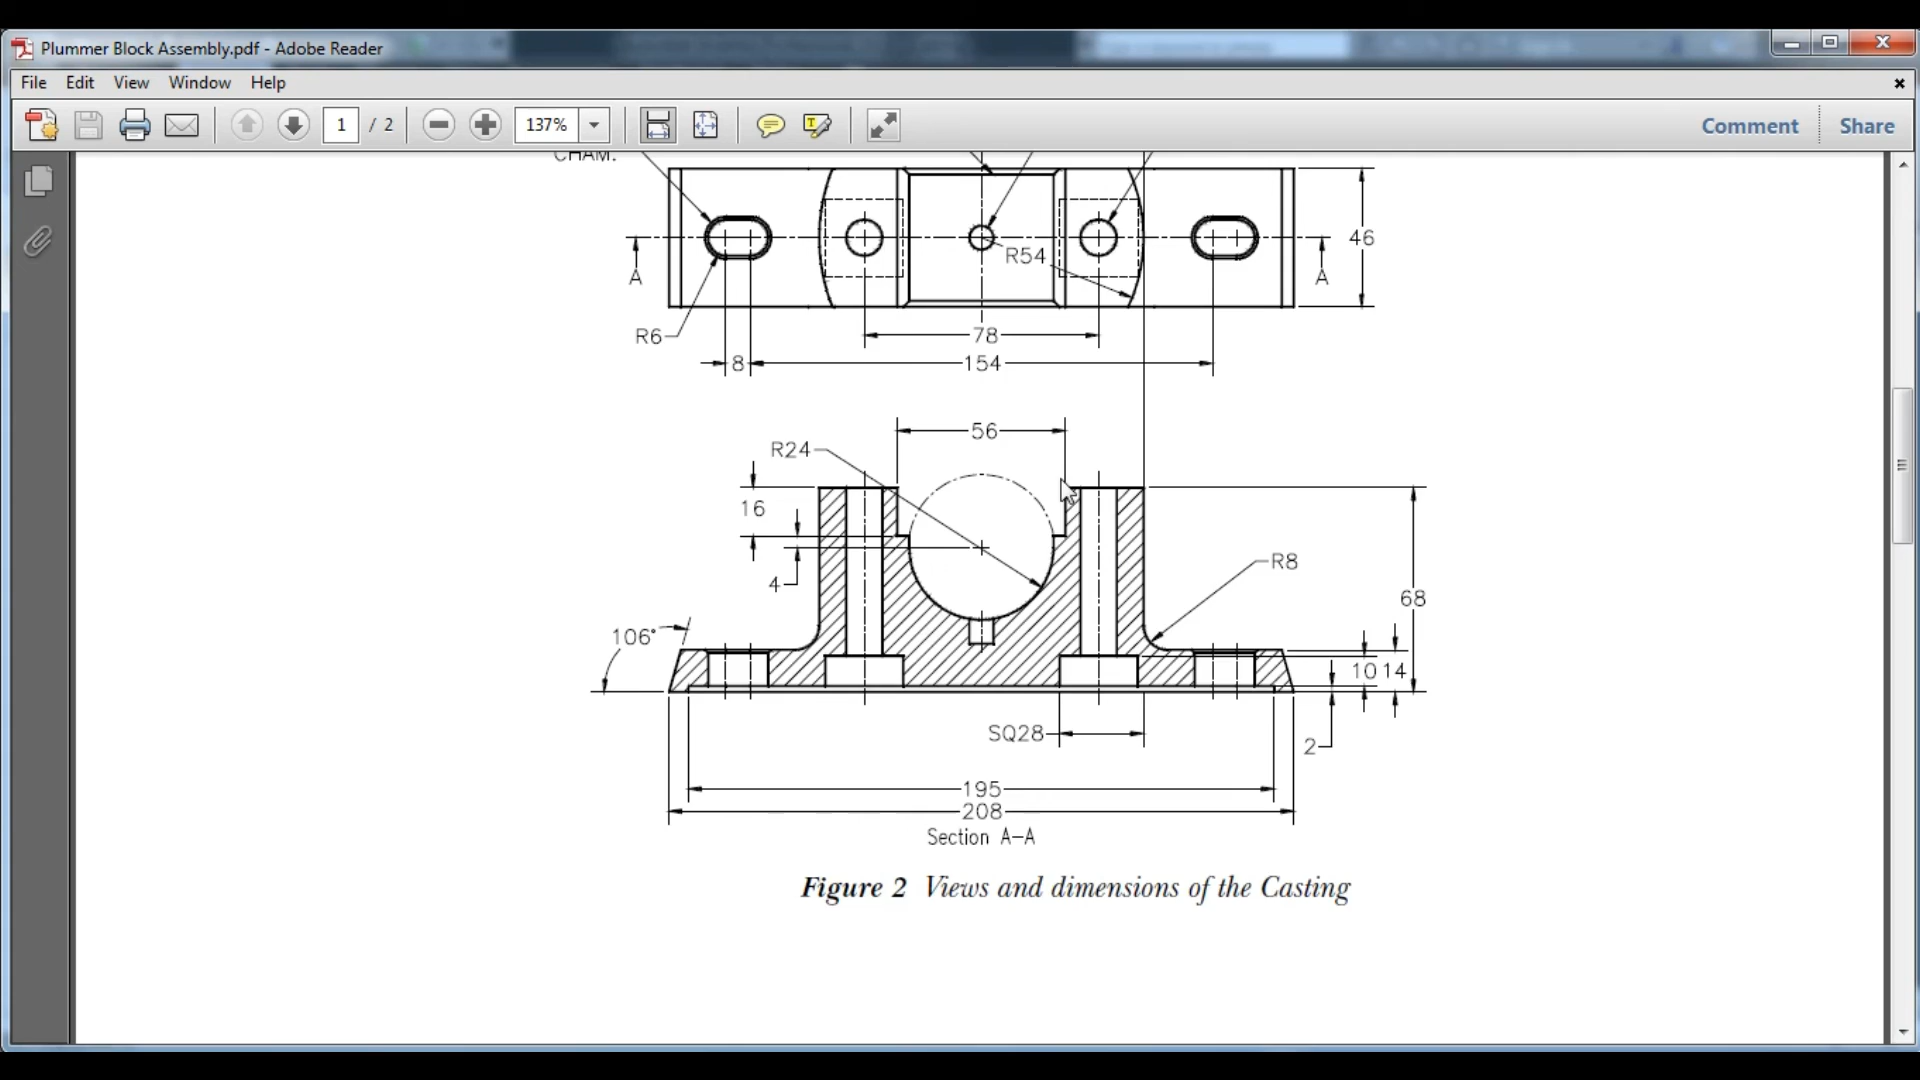 Plummer Block Assembly.pdf - Adobe Reader
File Edit View Window Help
1 / 2 137% Comment Share
CHAM.
46
R54
A A
R6
78
8 154
56
R24
16
4
R8
68
106°
10 14
SQ28
2
195
208
Section A-A
Figure 2 Views and dimensions of the Casting